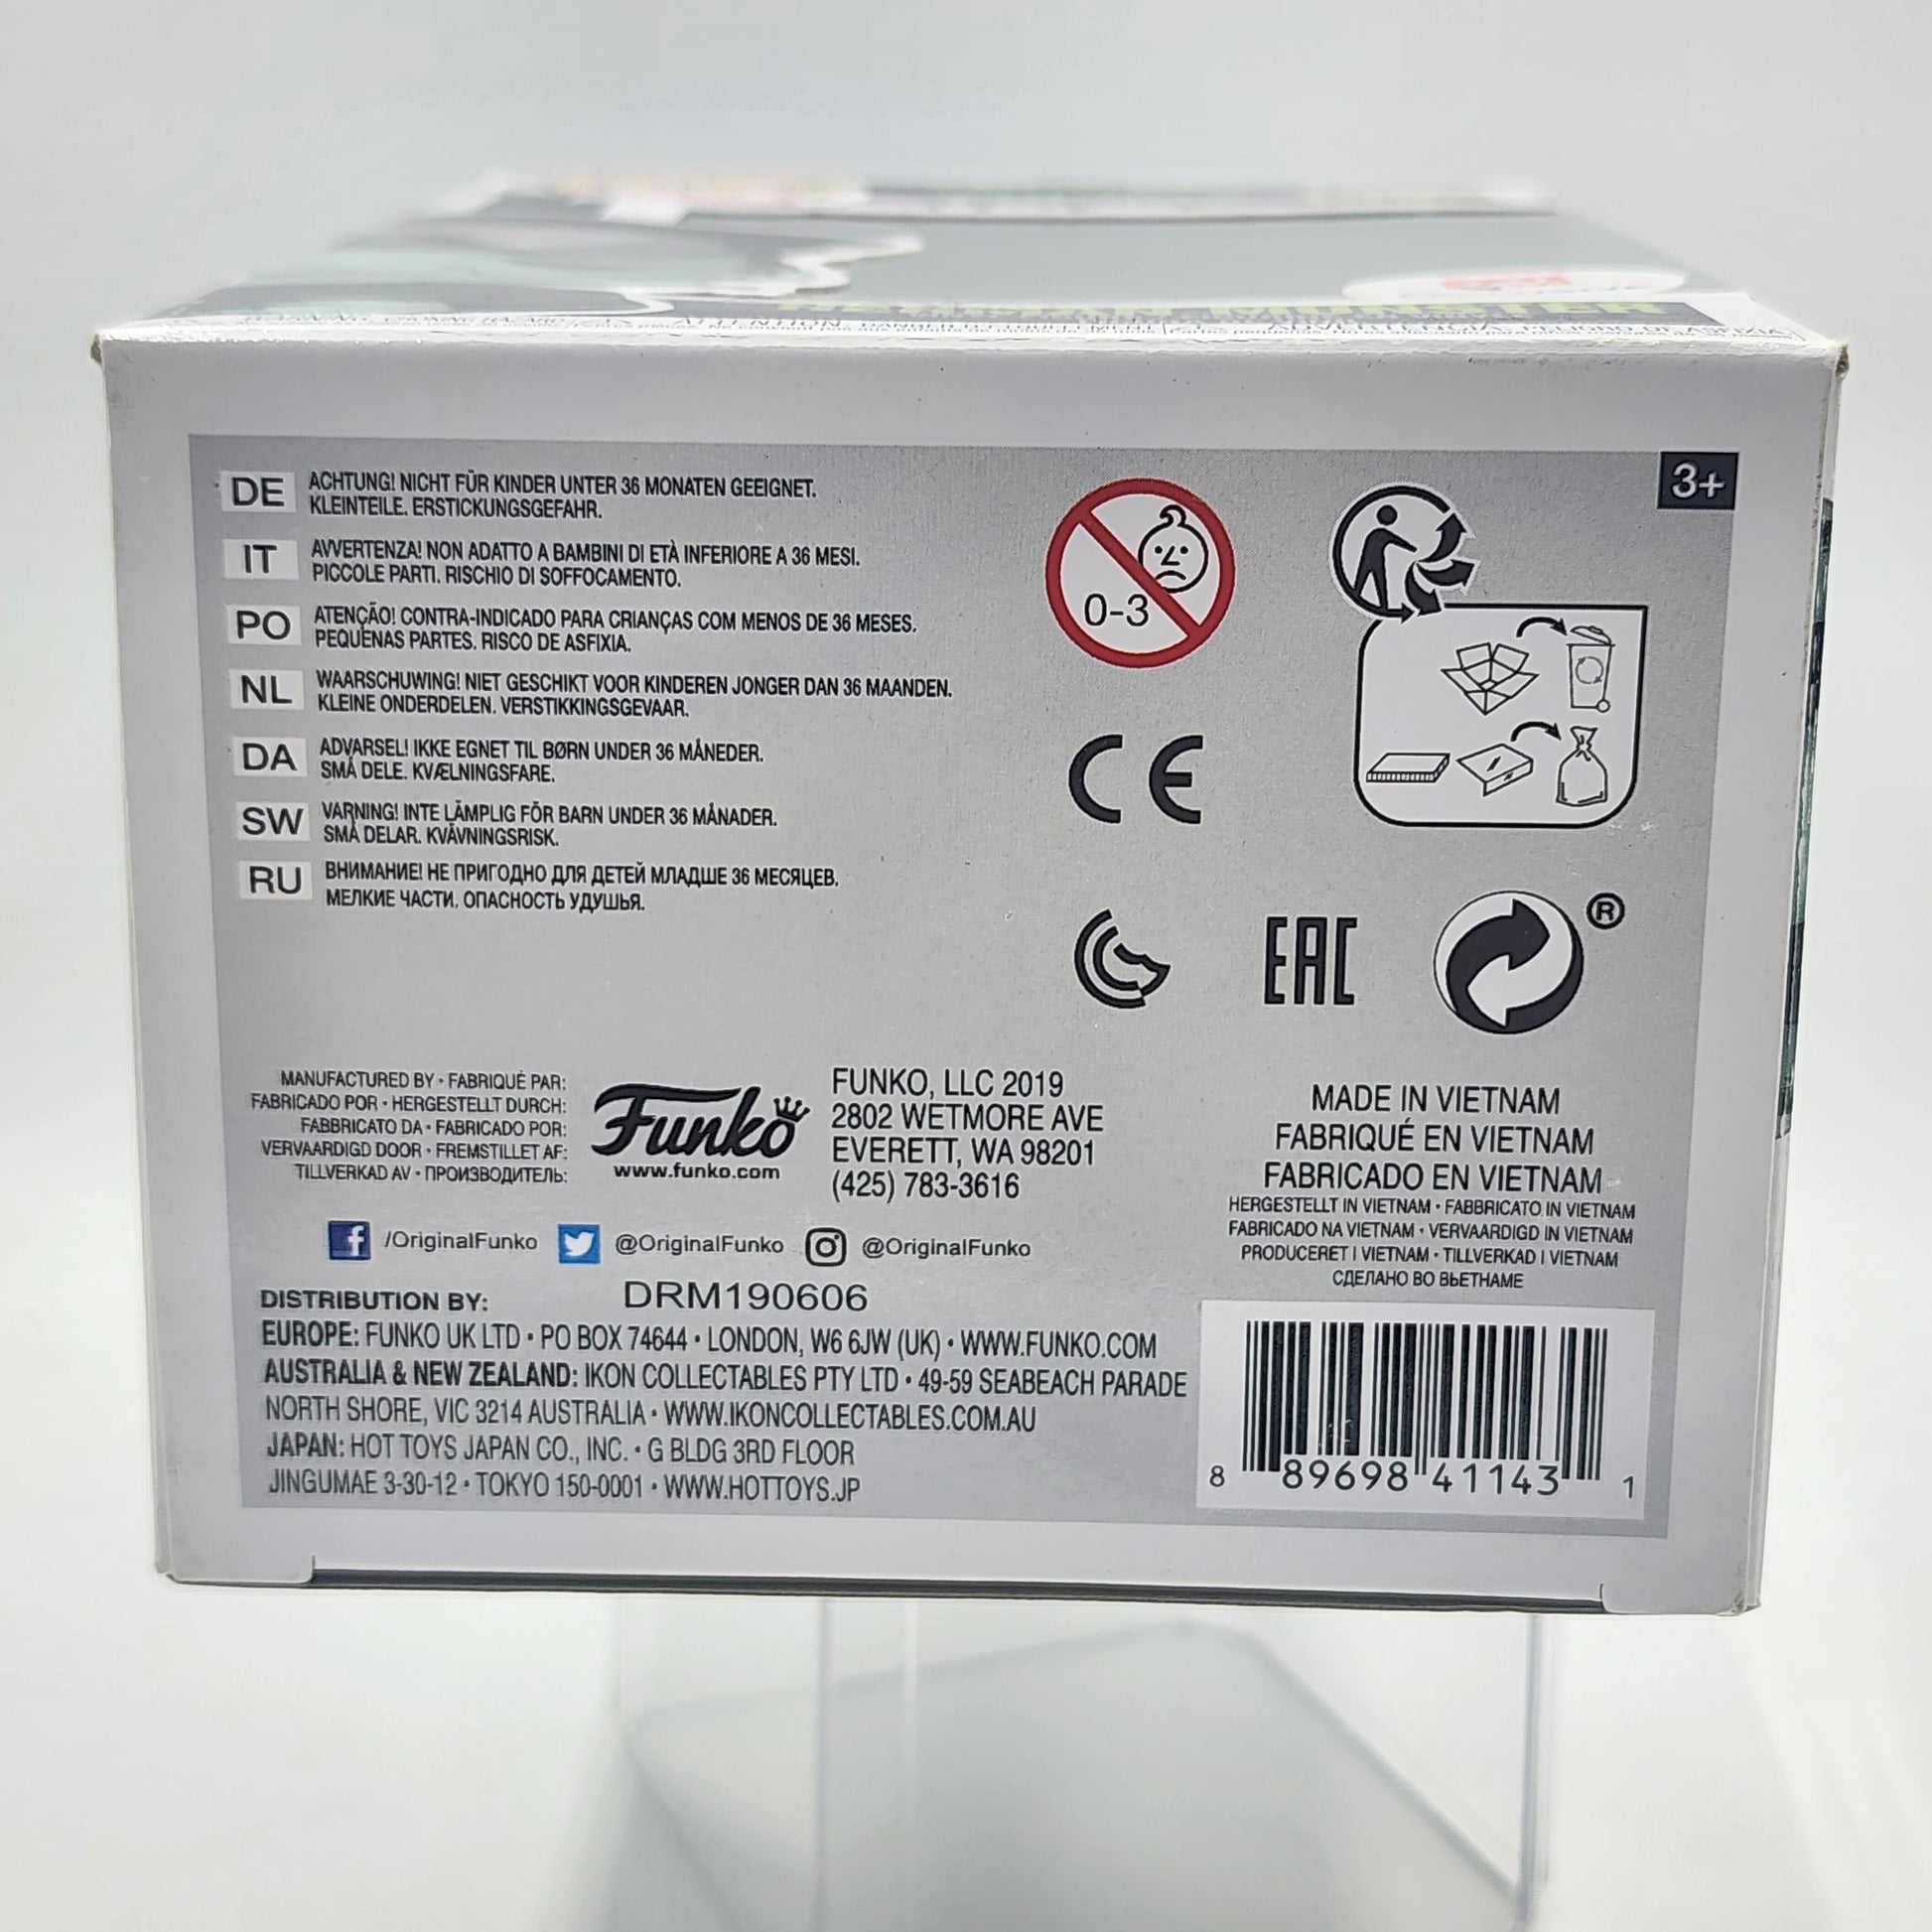 MUNSTER
3+
DE ACHTUNG! NICHT FÜR KINDER UNTER 36 MONATEN GEEIGNET.
KLEINTEILE. ERSTICKUNGSGEFAHR.
IT AVVERTENZA! NON ADATTO A BAMBINI DI ETÀ INFERIORE A 36 MESI.
PICCOLE PARTI. RISCHIO DI SOFFOCAMENTO.
PO ATENÇÃO! CONTRA-INDICADO PARA CRIANÇAS COM MENOS DE 36 MESES.
PEQUENAS PARTES. RISCO DE ASFIXIA.
NL WAARSCHUWING! NIET GESCHIKT VOOR KINDEREN JONGER DAN 36 MAANDEN.
KLEINE ONDERDELEN. VERSTIKKINGSGEVAAR.
DA ADVARSEL! IKKE EGNET TIL BØRN UNDER 36 MÅNEDER.
SMÅ DELE. KVÆLNINGSFARE.
SW VARNING! INTE LÄMPLIG FÖR BARN UNDER 36 MÅNADER.
SMÅ DELAR. KVÄVNINGSRISK.
RU ВНИМАНИЕ! НЕ ПРИГОДНО ДЛЯ ДЕТЕЙ МЛАДШЕ 36 МЕСЯЦЕВ.
МЕЛКИЕ ЧАСТИ. ОПАСНОСТЬ УДУШЬЯ.
0-3
CE
EAC
®
MANUFACTURED BY • FABRIQUÉ PAR:
FABRICADO POR • HERGESTELLT DURCH:
FABBRICATO DA • FABRICADO POR:
VERVAARDIGD DOOR • FREMSTILLET AF:
TILLVERKAD AV • ПРОИЗВОДИТЕЛЬ:
Funko
www.funko.com
FUNKO, LLC 2019
2802 WETMORE AVE
EVERETT, WA 98201
(425) 783-3616
MADE IN VIETNAM
FABRIQUÉ EN VIETNAM
FABRICADO EN VIETNAM
HERGESTELLT IN VIETNAM • FABBRICATO IN VIETNAM
FABRICADO NA VIETNAM • VERVAARDIGD IN VIETNAM
PRODUCERET I VIETNAM • TILLVERKAD I VIETNAM
СДЕЛАНО ВО ВЬЕТНАМЕ
/OriginalFunko @OriginalFunko @OriginalFunko
DISTRIBUTION BY: DRM190606
EUROPE: FUNKO UK LTD • PO BOX 74644 • LONDON, W6 6JW (UK) • WWW.FUNKO.COM
AUSTRALIA & NEW ZEALAND: IKON COLLECTABLES PTY LTD • 49-59 SEABEACH PARADE
NORTH SHORE, VIC 3214 AUSTRALIA • WWW.IKONCOLLECTABLES.COM.AU
JAPAN: HOT TOYS JAPAN CO., INC. • G BLDG 3RD FLOOR
JINGUMAE 3-30-12 • TOKYO 150-0001 • WWW.HOTTOYS.JP
8 89698 41143 1